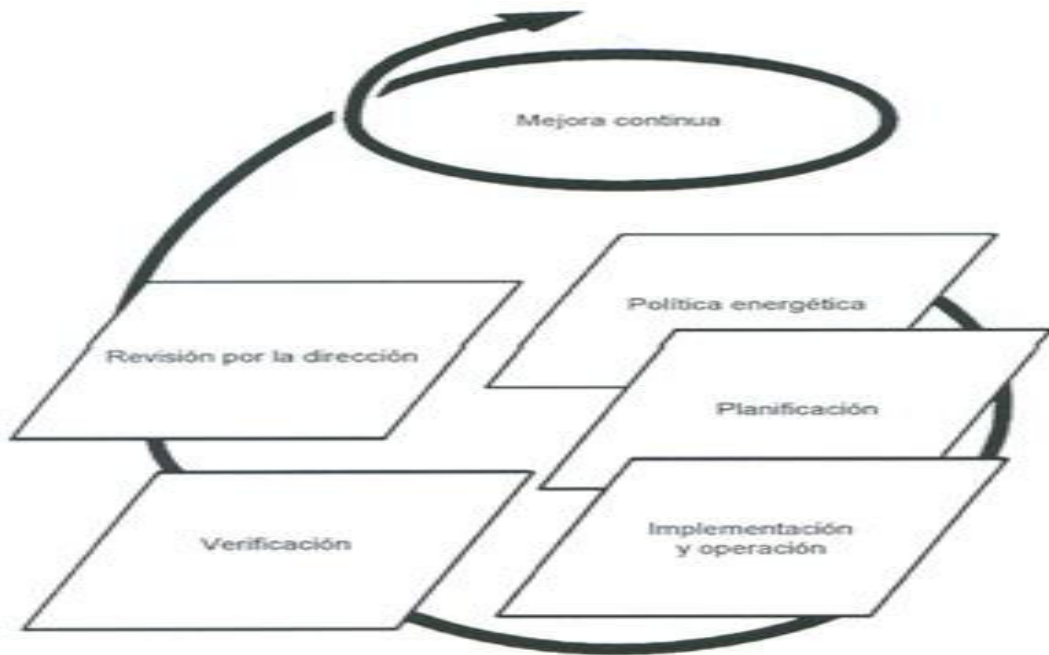 Mejora continua
Política energética
Planificación
Implementación
y operación
Verificación
Revisión por la dirección